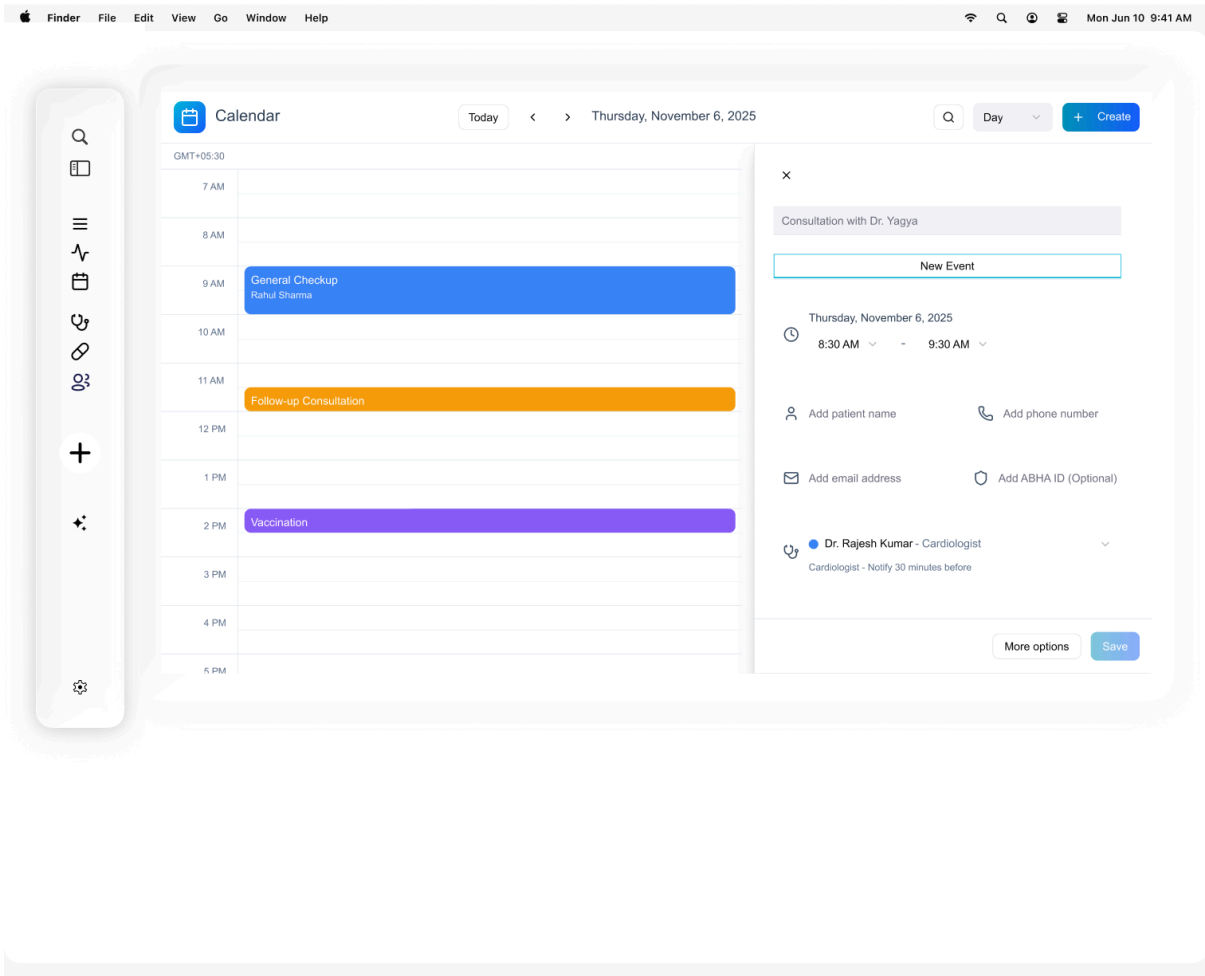 Finder File Edit View Go Window Help Mon Jun 10 9:41 AM
Calendar Today Thursday, November 6, 2025 Day + Create
GMT+05:30
7 AM
8 AM
9 AM
General Checkup
Rahul Sharma
10 AM
11 AM
Follow-up Consultation
12 PM
1 PM
2 PM
Vaccination
3 PM
4 PM
5 PM
Consultation with Dr. Yagya
New Event
Thursday, November 6, 2025
8:30 AM - 9:30 AM
Add patient name Add phone number
Add email address Add ABHA ID (Optional)
Dr. Rajesh Kumar - Cardiologist
Cardiologist - Notify 30 minutes before
More options Save